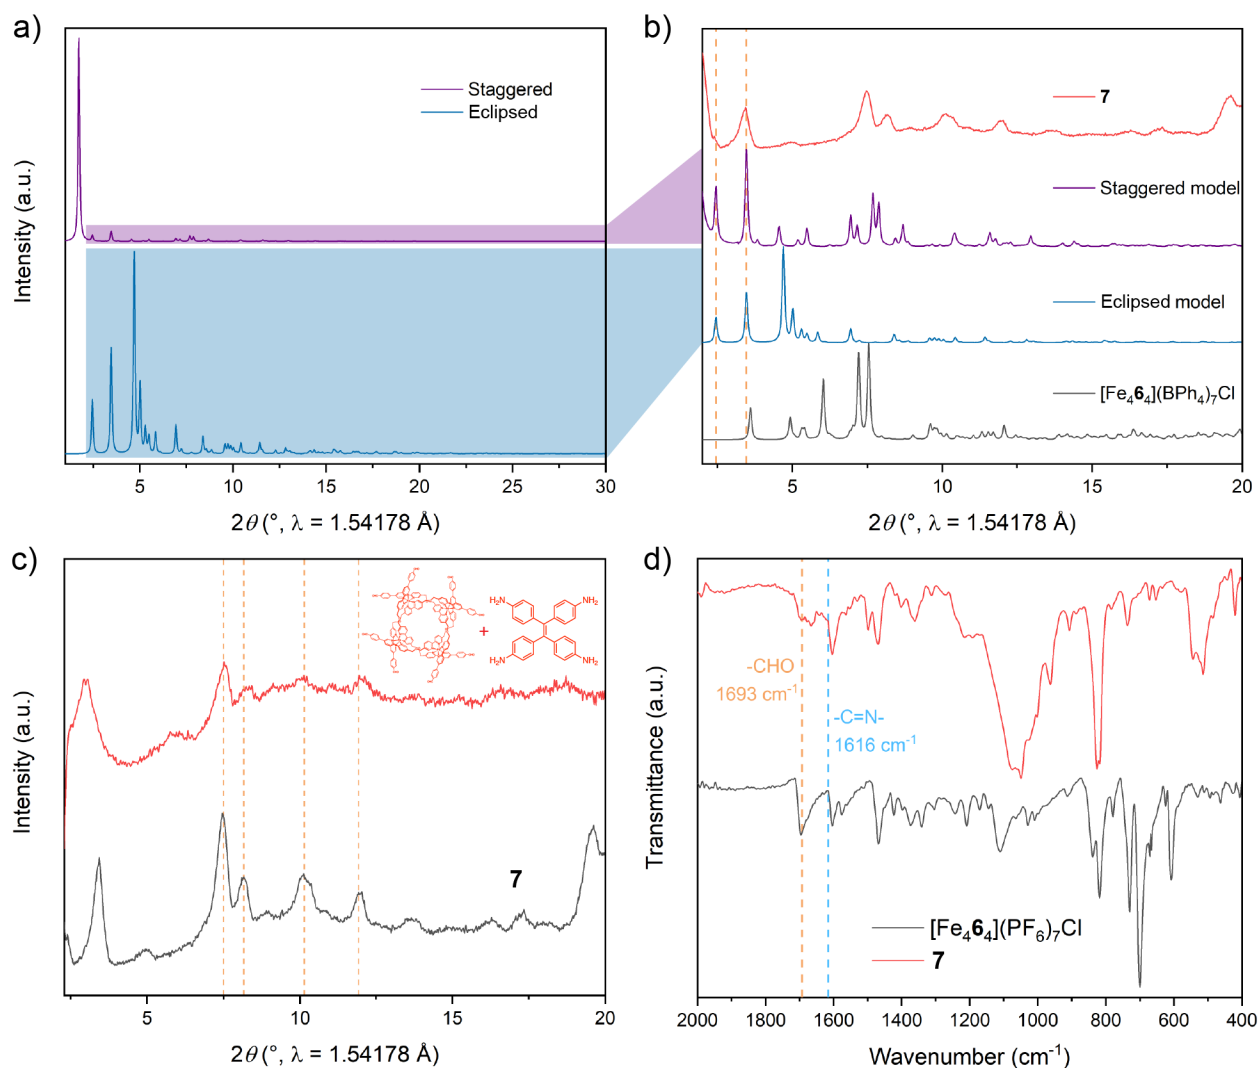 a)
Staggered
Eclipsed
Intensity (a.u.)
5 10 15 20 25 30
2θ (°, λ = 1.54178 Å)
b)
7
Staggered model
Eclipsed model
[Fe₄6₄](BPh₄)₇Cl
5 10 15 20
2θ (°, λ = 1.54178 Å)
c)
H₂N NH₂
+
H₂N NH₂
7
Intensity (a.u.)
5 10 15 20
2θ (°, λ = 1.54178 Å)
d)
-CHO
1693 cm⁻¹
-C=N-
1616 cm⁻¹
Transmittance (a.u.)
[Fe₄6₄](PF₆)₇Cl
7
2000 1800 1600 1400 1200 1000 800 600 400
Wavenumber (cm⁻¹)